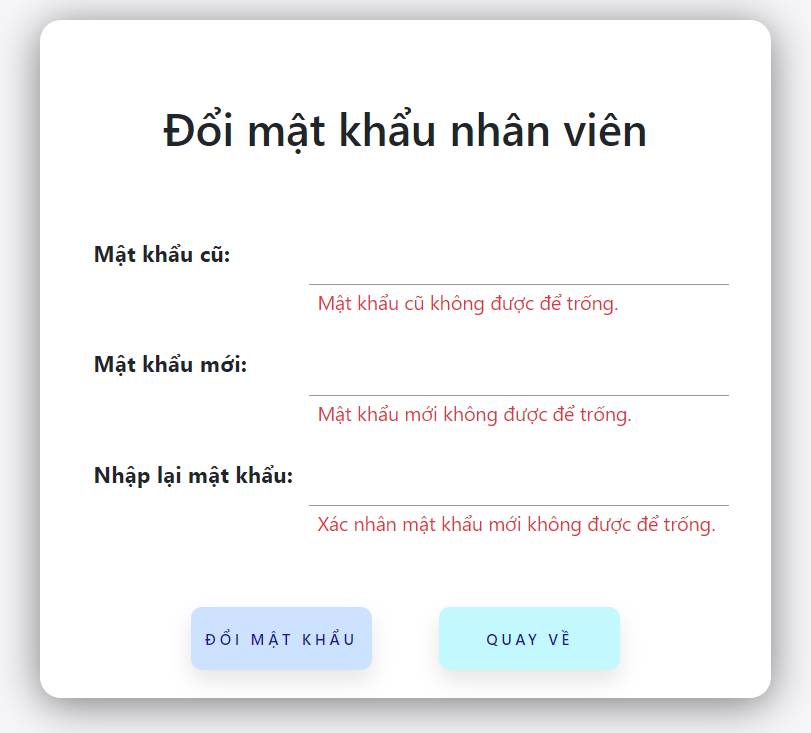 Đổi mật khẩu nhân viên
Mật khẩu cũ:
Mật khẩu cũ không được để trống.
Mật khẩu mới:
Mật khẩu mới không được để trống.
Nhập lại mật khẩu:
Xác nhân mật khẩu mới không được để trống.
ĐỔI MẬT KHẨU
QUAY VỀ